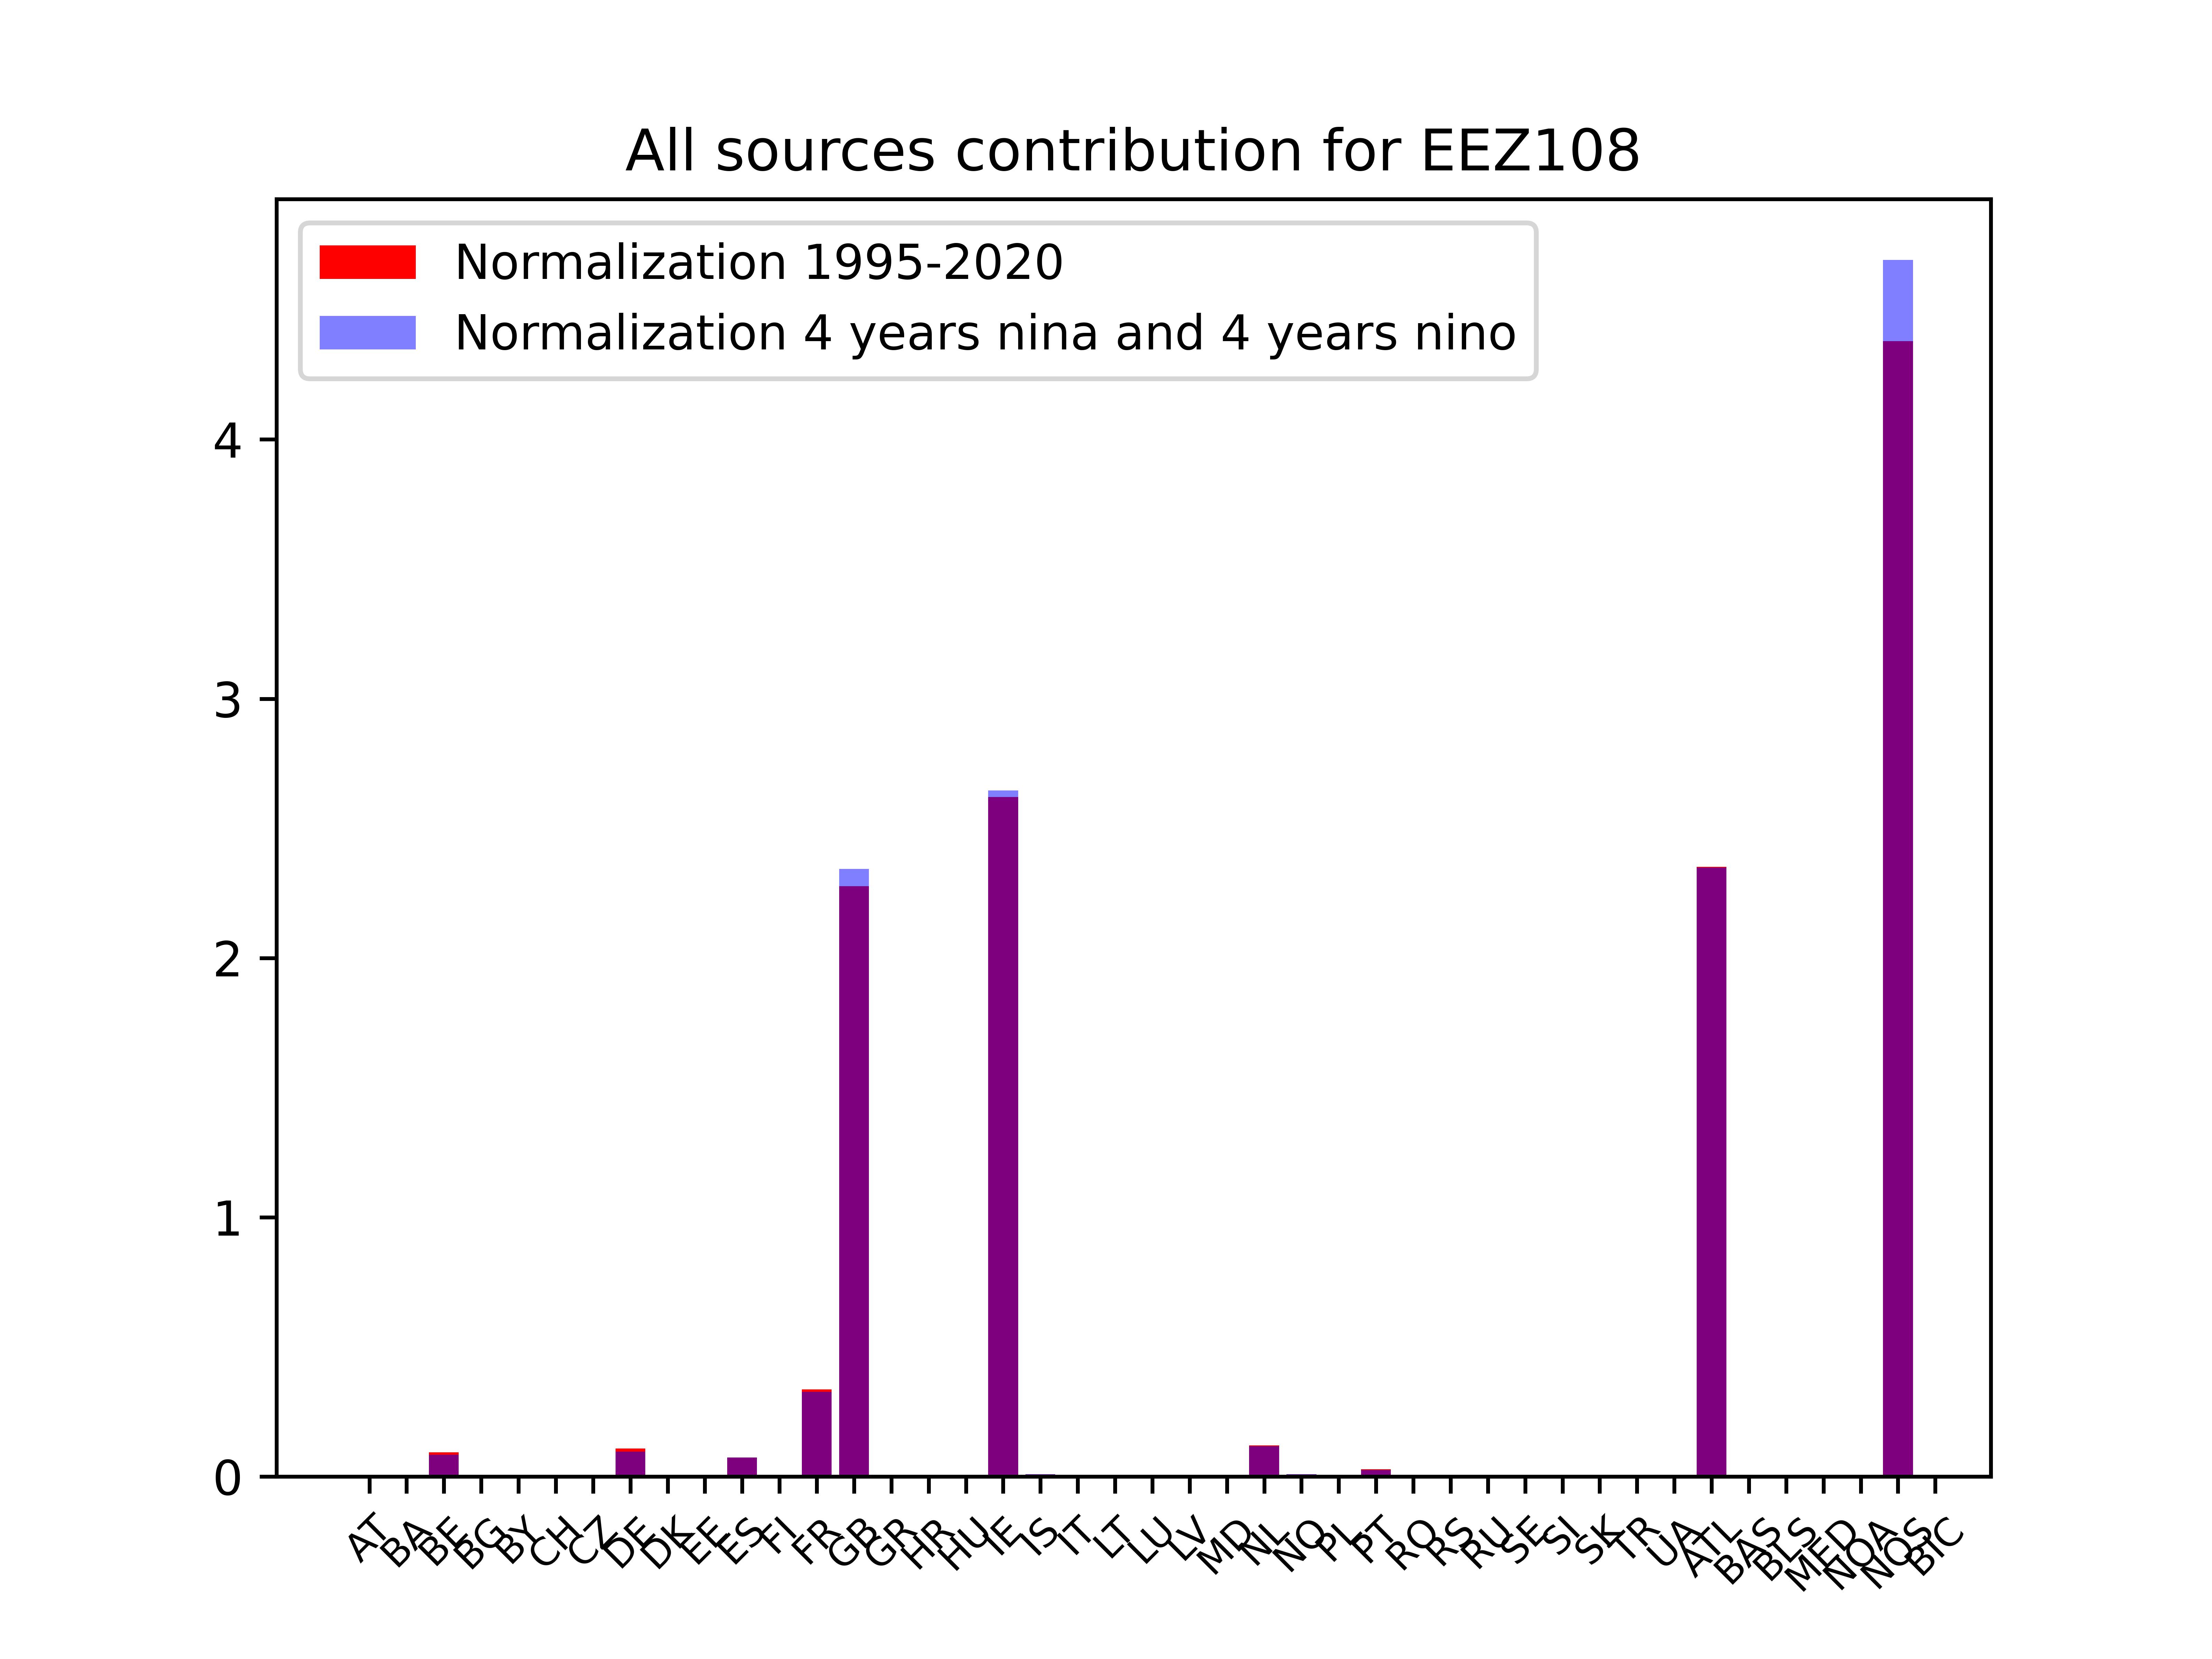 All sources contribution for EEZ108
Normalization 1995-2020
Normalization 4 years nina and 4 years nino
4
3
2
1
0
AT BA BE BG BY CH CZ DE DK EE ES FI FR GB GR HR HU IE IS IT LT LU LV MD NL NO PL PT RO RS RU SE SI SK TR UA ATL BAS BLS MED NOA NOS BIC